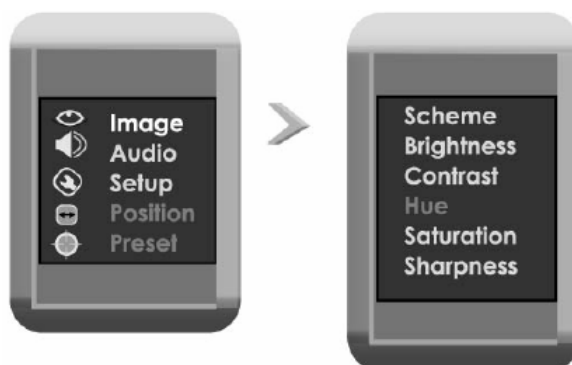 Image
Audio
Setup
Position
Preset
Scheme
Brightness
Contrast
Hue
Saturation
Sharpness